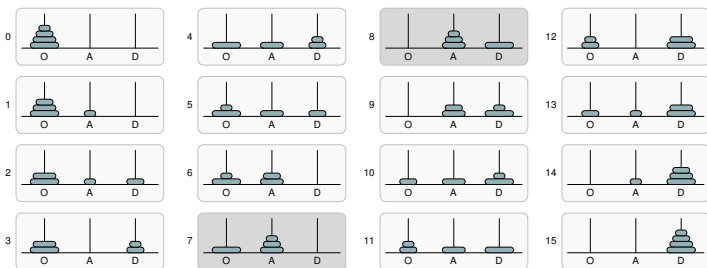 0
O A D
1
O A D
2
O A D
3
O A D
4
O A D
5
O A D
6
O A D
7
O A D
8
O A D
9
O A D
10
O A D
11
O A D
12
O A D
13
O A D
14
O A D
15
O A D